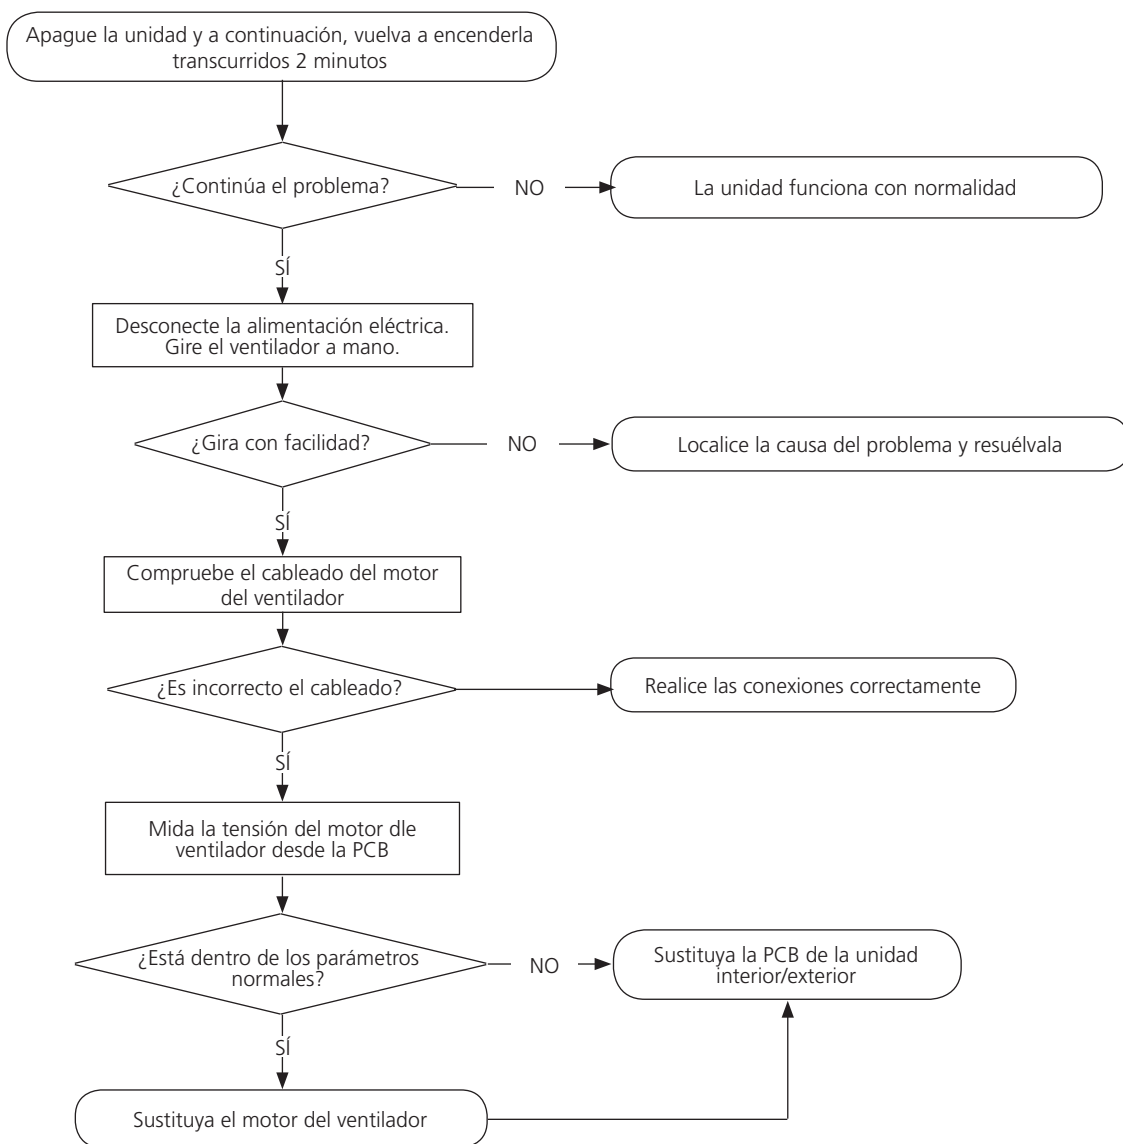 Apague la unidad y a continuación, vuelva a encenderla
transcurridos 2 minutos
¿Continúa el problema?
NO
La unidad funciona con normalidad
SÍ
Desconecte la alimentación eléctrica.
Gire el ventilador a mano.
¿Gira con facilidad?
NO
Localice la causa del problema y resuélvala
SÍ
Compruebe el cableado del motor
del ventilador
¿Es incorrecto el cableado?
Realice las conexiones correctamente
SÍ
Mida la tensión del motor dle
ventilador desde la PCB
¿Está dentro de los parámetros
normales?
NO
Sustituya la PCB de la unidad
interior/exterior
SÍ
Sustituya el motor del ventilador